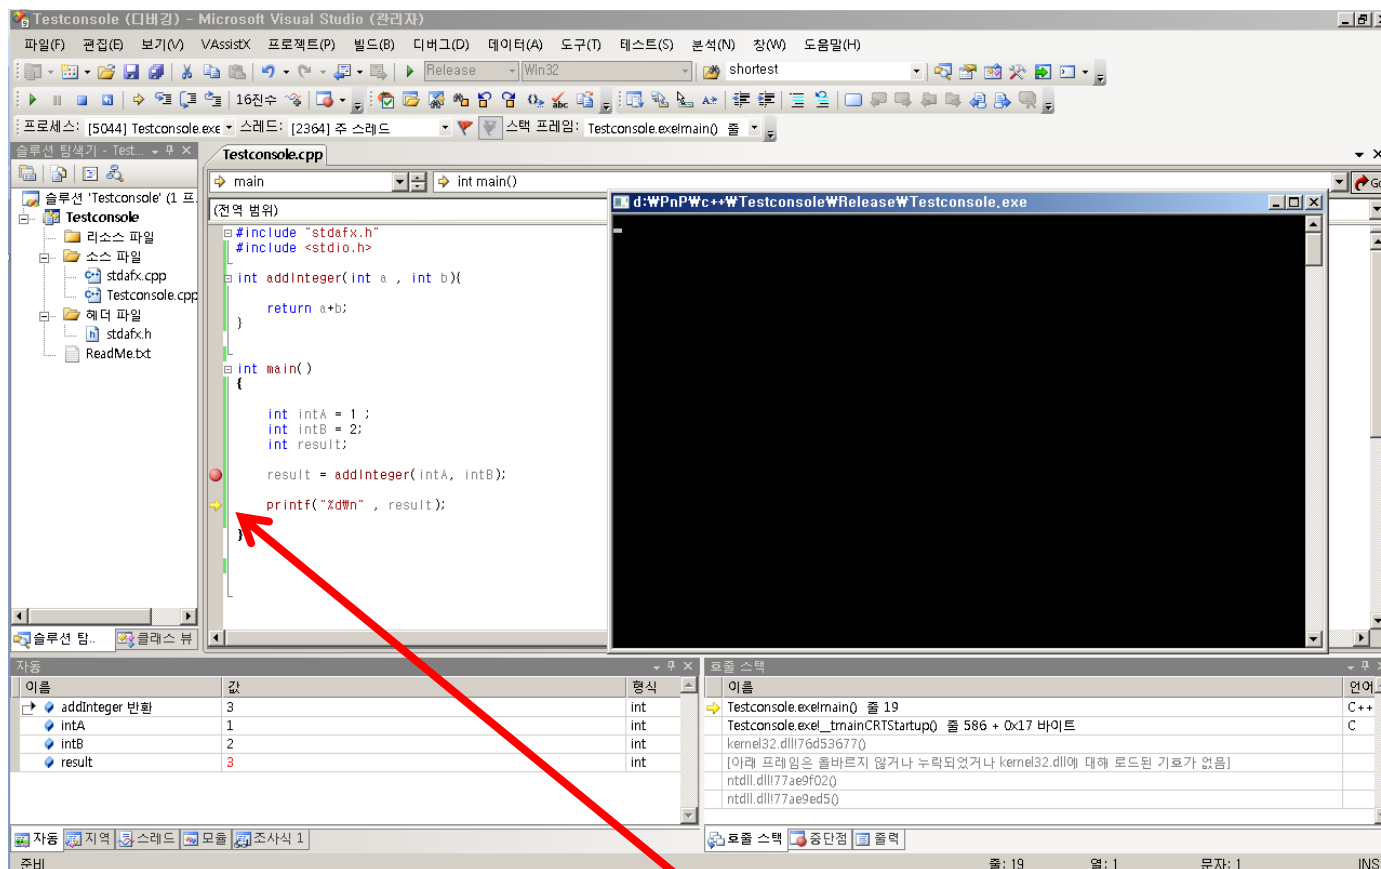 Testconsole (디버깅) - Microsoft Visual Studio (관리자)
파일(F) 편집(E) 보기(V) VAssistX 프로젝트(P) 빌드(B) 디버그(D) 데이터(A) 도구(T) 테스트(S) 분석(N) 창(W) 도움말(H)
Release Win32 shortest
16진수
프로세스: [5044] Testconsole.exe 스레드: [2364] 주 스레드 스택 프레임: Testconsole.exe!main() 줄
슬루션 탐색기 - Test...
Testconsole.cpp
main int main() Go
(전역 범위)
솔루션 'Testconsole' (1 프
Testconsole
리소스 파일
소스 파일
stdafx.cpp
Testconsole.cpp
헤더 파일
stdafx.h
ReadMe.txt
#include "stdafx.h"
#include <stdio.h>
int addInteger(int a , int b){
return a+b;
}
int main()
{
int intA = 1 ;
int intB = 2;
int result;
result = addInteger(intA, intB);
printf("%d₩n" , result);
}
d:₩PnP₩c++₩Testconsole₩Release₩Testconsole.exe
슬루션 탐.. 클래스 뷰
자동
이름 값 형식
addInteger 반환 3 int
intA 1 int
intB 2 int
result 3 int
자동 지역 스레드 모듈 조사식 1
호출 스택
이름 언어
Testconsole.exe!main() 줄 19 C++
Testconsole.exe!__tmainCRTStartup() 줄 586 + 0x17 바이트 C
kernel32.dll!76d53677()
[아래 프레임은 올바르지 않거나 누락되었거나 kernel32.dll에 대해 로드된 기호가 없음]
ntdll.dll!77ae9f02()
ntdll.dll!77ae9ed5()
호출 스택 중단점 출력
준비 줄: 19 열: 1 문자: 1 INS